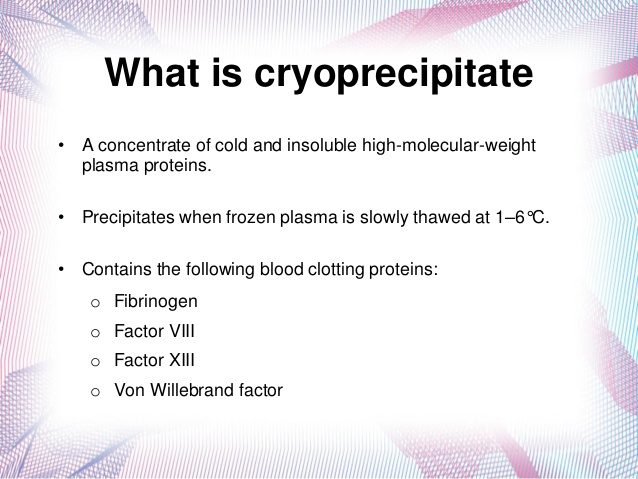 What is cryoprecipitate
• A concentrate of cold and insoluble high-molecular-weight
plasma proteins.
• Precipitates when frozen plasma is slowly thawed at 1–6°C.
• Contains the following blood clotting proteins:
o Fibrinogen
o Factor VIII
o Factor XIII
o Von Willebrand factor